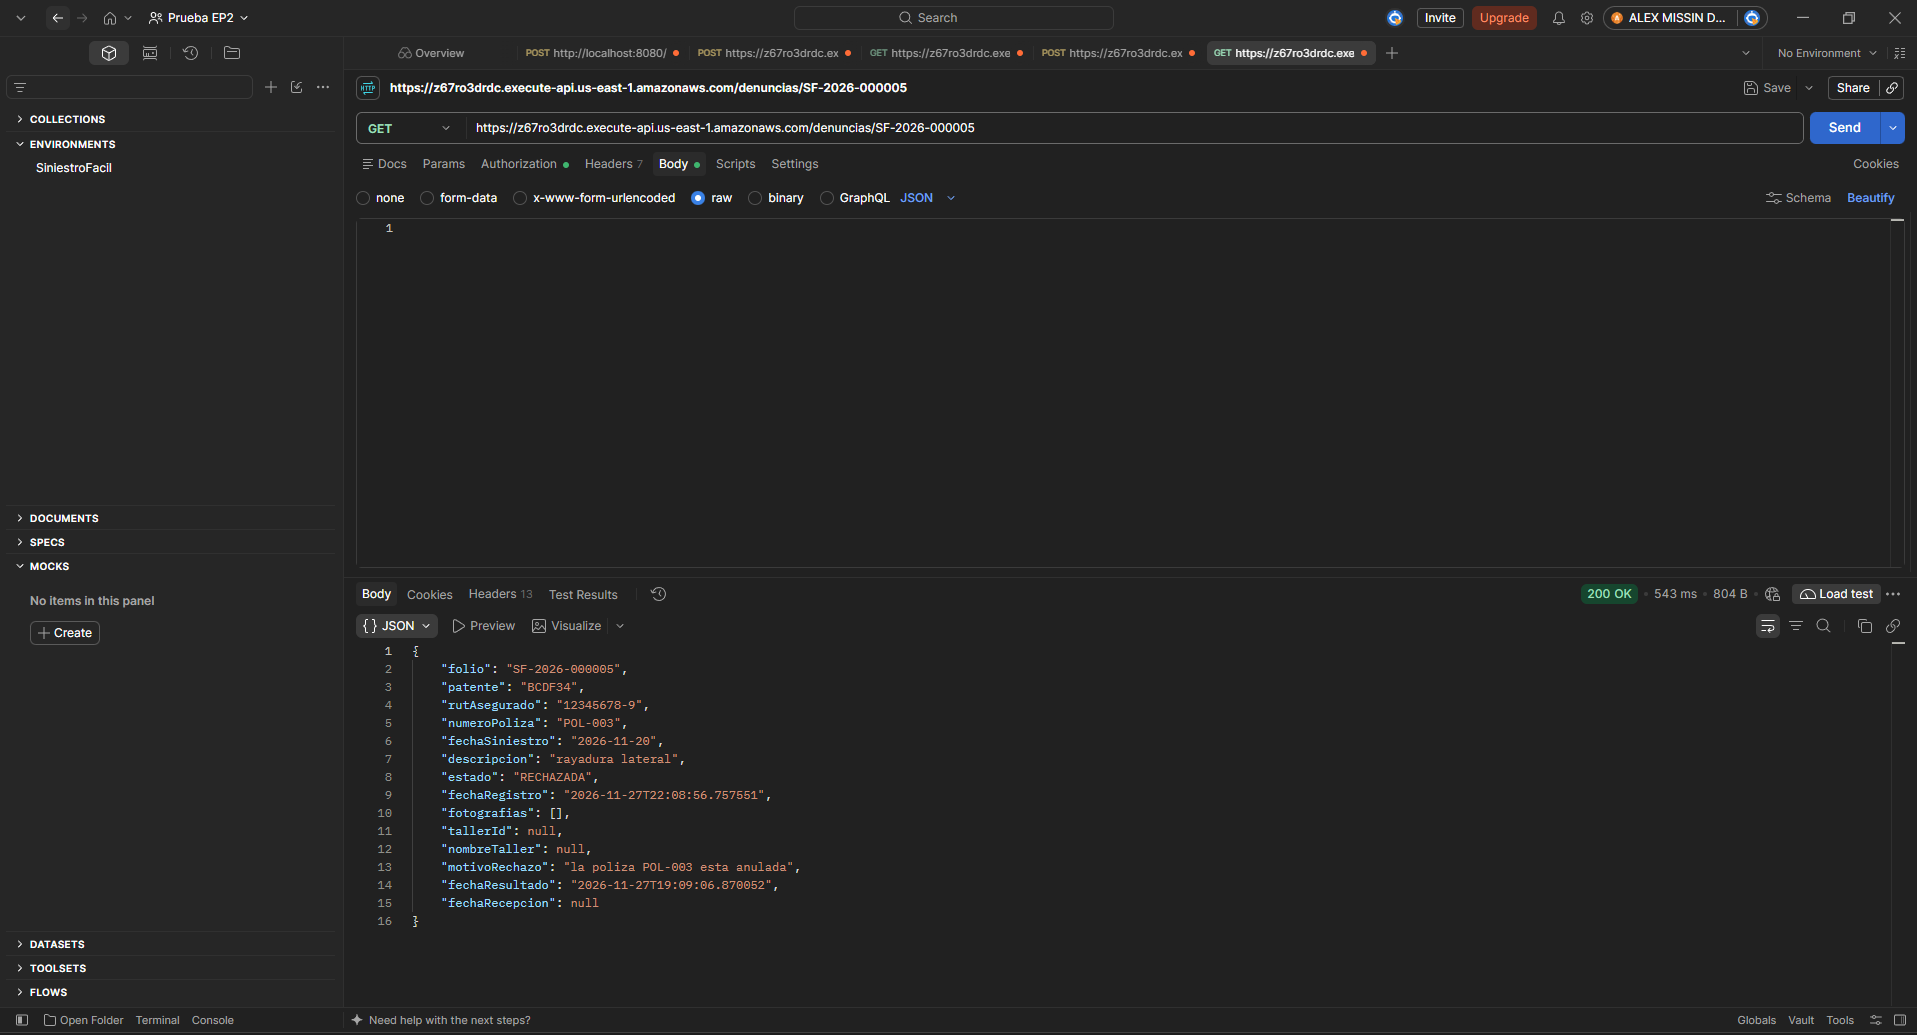 Prueba EP2
Search
Invite
Upgrade
ALEX MISSIN D...
Overview
POST http://localhost:8080/
POST https://z67ro3drdc.ex
GET https://z67ro3drdc.exe
POST https://z67ro3drdc.ex
GET https://z67ro3drdc.exe
No Environment
HTTP
https://z67ro3drdc.execute-api.us-east-1.amazonaws.com/denuncias/SF-2026-000005
Save
Share
COLLECTIONS
ENVIRONMENTS
SiniestroFacil
GET
https://z67ro3drdc.execute-api.us-east-1.amazonaws.com/denuncias/SF-2026-000005
Send
Docs
Params
Authorization
Headers 7
Body
Scripts
Settings
Cookies
none
form-data
x-www-form-urlencoded
raw
binary
GraphQL
JSON
Schema
Beautify
1
DOCUMENTS
SPECS
MOCKS
No items in this panel
Create
Body
Cookies
Headers 13
Test Results
200 OK
543 ms
804 B
Load test
{} JSON
Preview
Visualize
1 {
2 "folio": "SF-2026-000005",
3 "patente": "BCDF34",
4 "rutAsegurado": "12345678-9",
5 "numeroPoliza": "POL-003",
6 "fechaSiniestro": "2026-11-20",
7 "descripcion": "rayadura lateral",
8 "estado": "RECHAZADA",
9 "fechaRegistro": "2026-11-27T22:08:56.757551",
10 "fotografias": [],
11 "tallerId": null,
12 "nombreTaller": null,
13 "motivoRechazo": "la poliza POL-003 esta anulada",
14 "fechaResultado": "2026-11-27T19:09:06.870052",
15 "fechaRecepcion": null
16 }
DATASETS
TOOLSETS
FLOWS
Open Folder
Terminal
Console
Need help with the next steps?
Globals
Vault
Tools